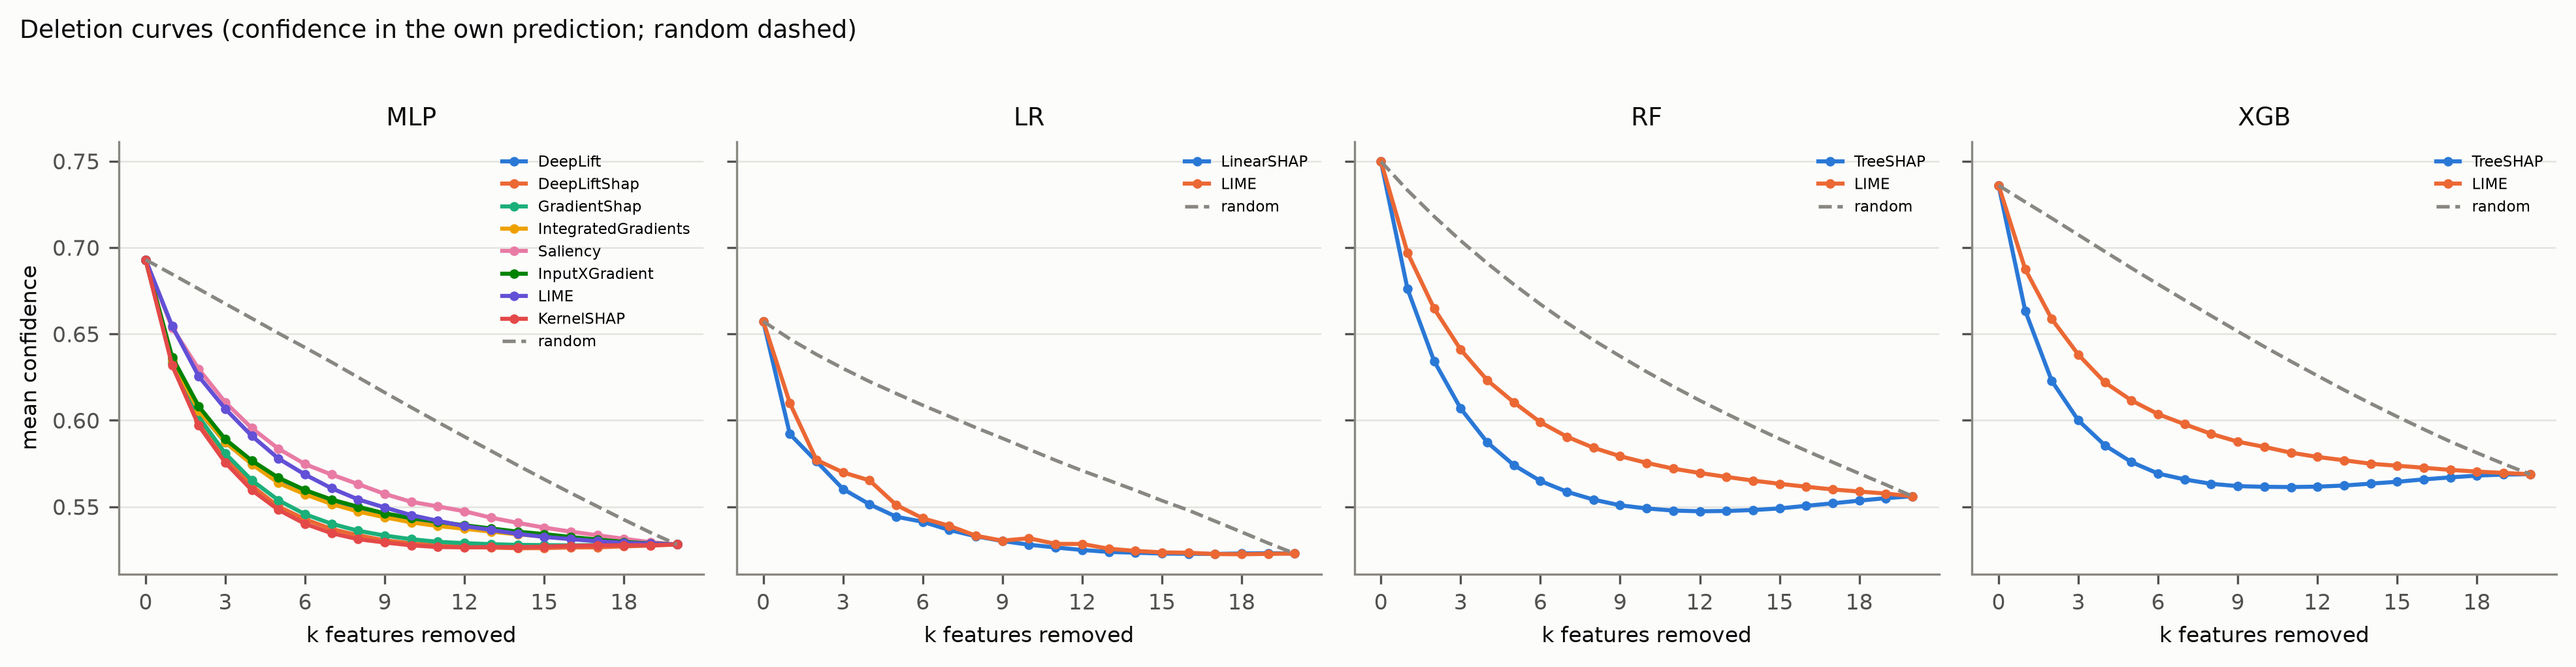 Deletion curves (confidence in the own prediction; random dashed)
MLP
mean confidence
0.75
0.70
0.65
0.60
0.55
DeepLift
DeepLiftShap
GradientShap
IntegratedGradients
Saliency
InputXGradient
LIME
KernelSHAP
random
0 3 6 9 12 15 18
k features removed
LR
LinearSHAP
LIME
random
0 3 6 9 12 15 18
k features removed
RF
TreeSHAP
LIME
random
0 3 6 9 12 15 18
k features removed
XGB
TreeSHAP
LIME
random
0 3 6 9 12 15 18
k features removed